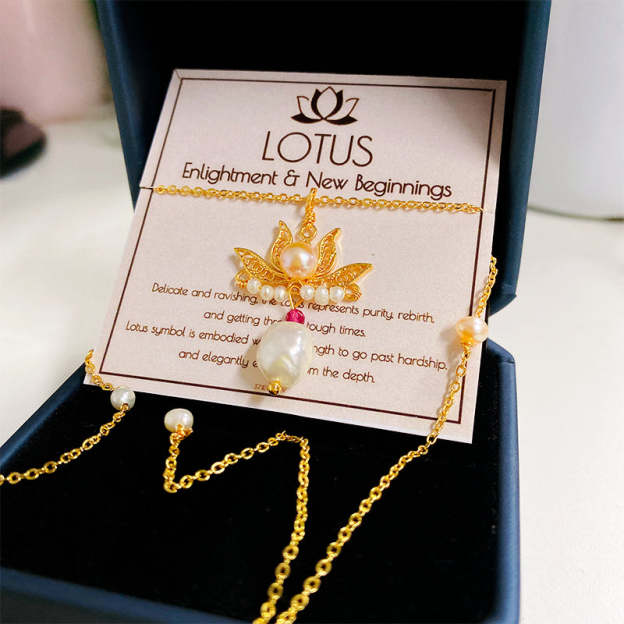 LOTUS
Enlightment & New Beginnings
Delicate and ravishing, the Lotus represents purity, rebirth,
and getting through tough times.
Lotus symbol is embodied w ngth to go past hardship,
and elegantly e m the depth.